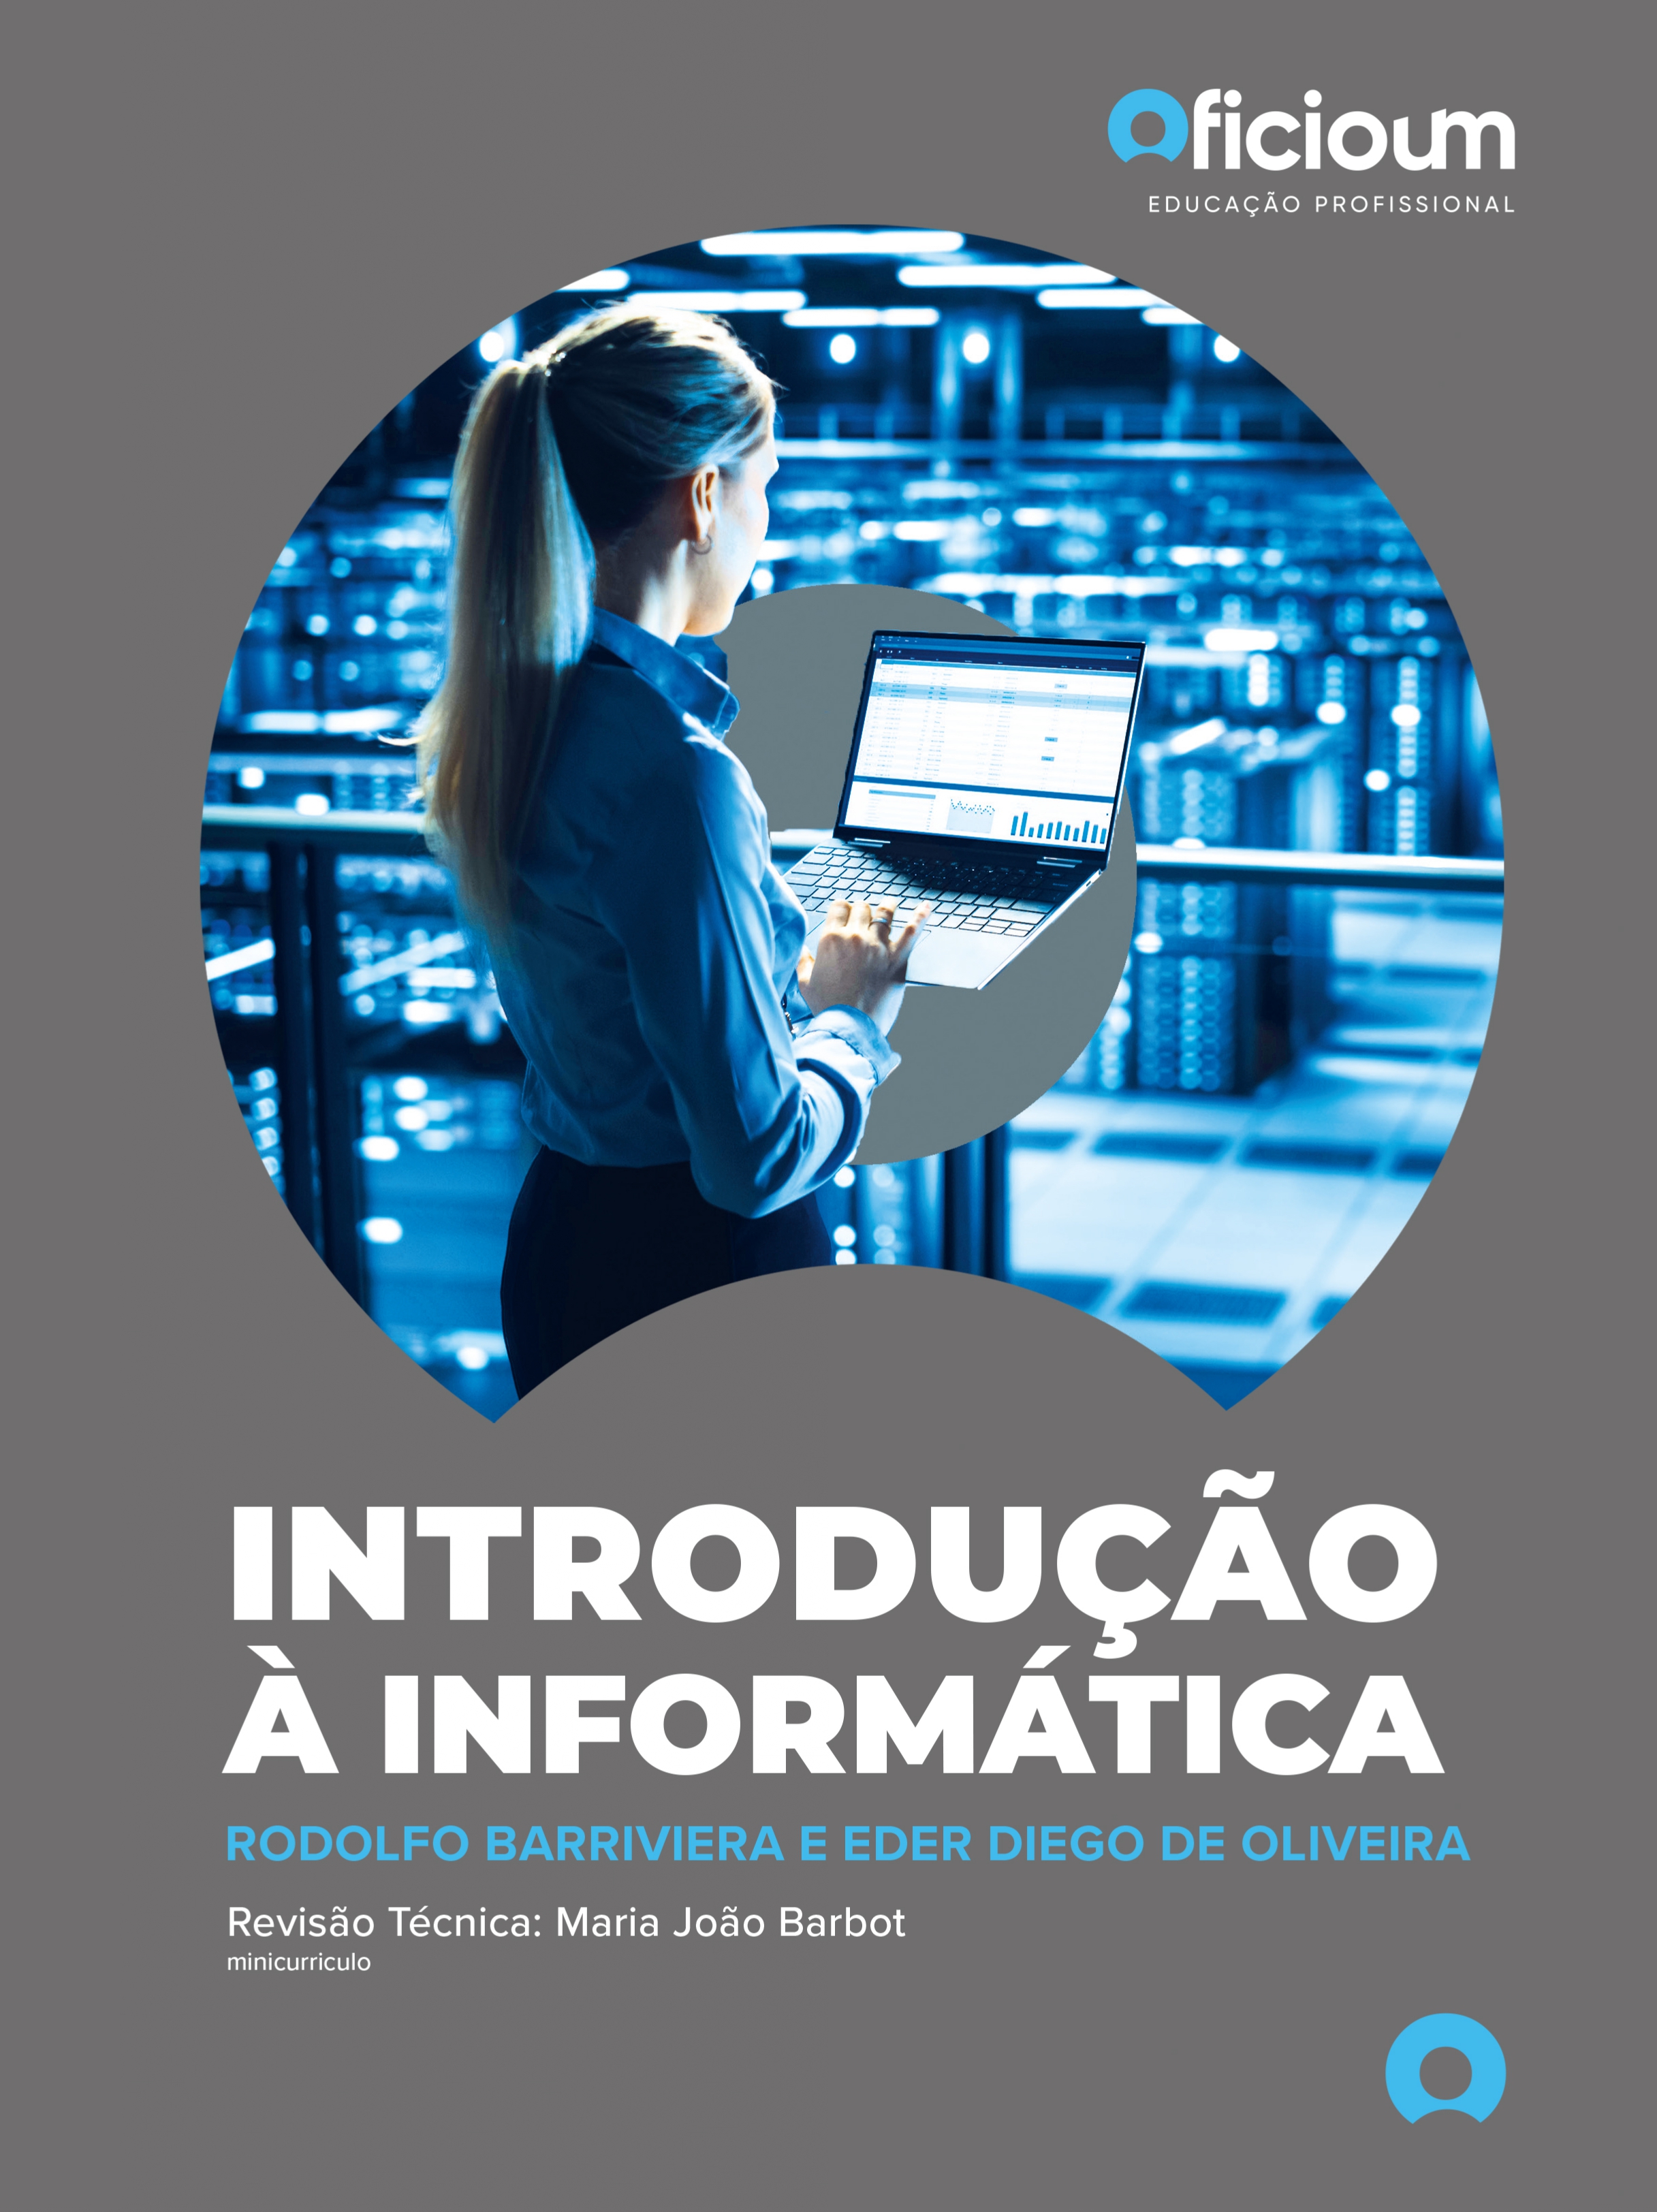 Oficioum
EDUCAÇÃO PROFISSIONAL
INTRODUÇÃO
À INFORMÁTICA
RODOLFO BARRIVIERA E EDER DIEGO DE OLIVEIRA
Revisão Técnica: Maria João Barbot
minicurriculo